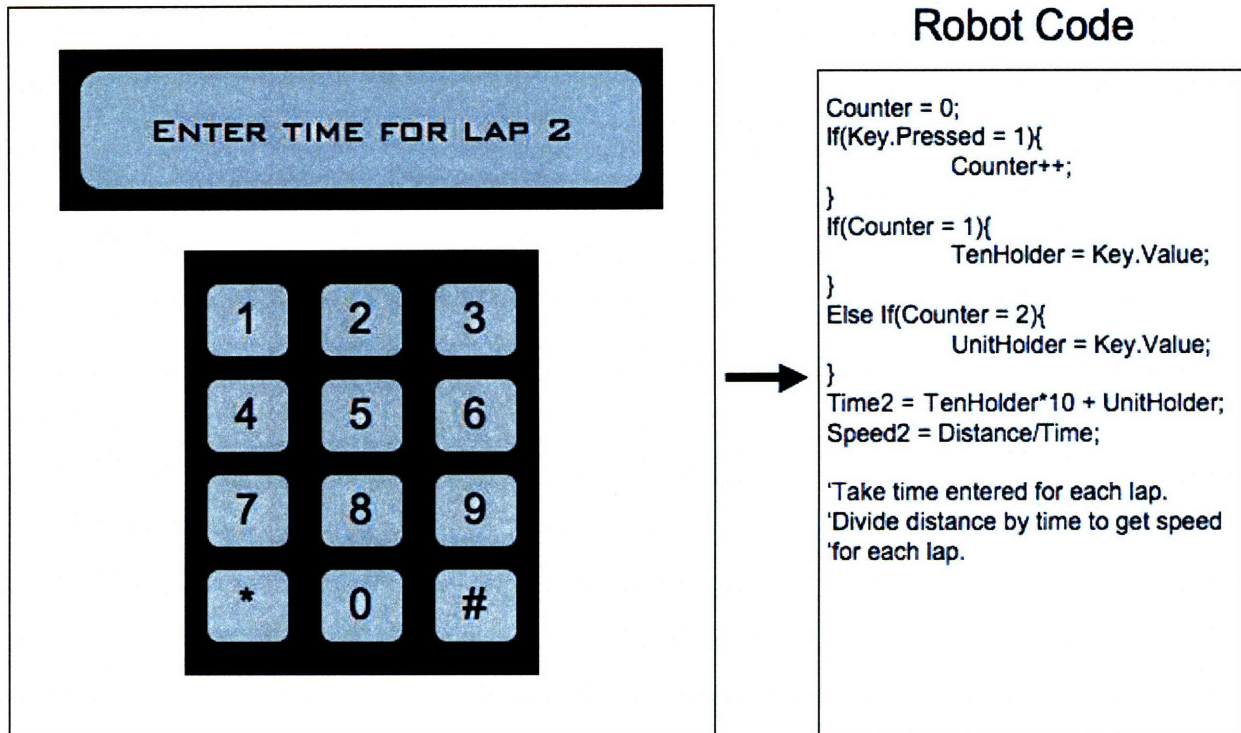 Robot Code
ENTER TIME FOR LAP 2
1 2 3
4 5 6
7 8 9
* 0 #
Counter = 0;
If(Key.Pressed = 1){
Counter++;
}
If(Counter = 1){
TenHolder = Key.Value;
}
Else If(Counter = 2){
UnitHolder = Key.Value;
}
Time2 = TenHolder*10 + UnitHolder;
Speed2 = Distance/Time;
'Take time entered for each lap.
'Divide distance by time to get speed
'for each lap.